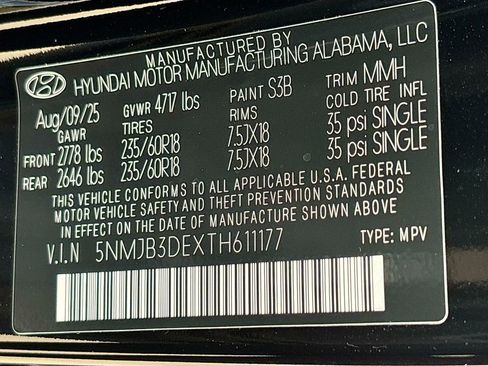 MANUFACTURED BY
HYUNDAI MOTOR MANUFACTURING ALABAMA, LLC
Aug/09/25 GVWR 4717 lbs PAINT S3B TRIM MMH
GAWR TIRES RIMS COLD TIRE INFL
FRONT 2778 lbs 235/60R18 7.5JX18 35 psi SINGLE
REAR 2646 lbs 235/60R18 7.5JX18 35 psi SINGLE
THIS VEHICLE CONFORMS TO ALL APPLICABLE U.S.A. FEDERAL
MOTOR VEHICLE SAFETY AND THEFT PREVENTION STANDARDS
IN EFFECT ON THE DATE OF MANUFACTURE SHOWN ABOVE.
V.I.N 5NMJB3DEXTH611177 TYPE: MPV